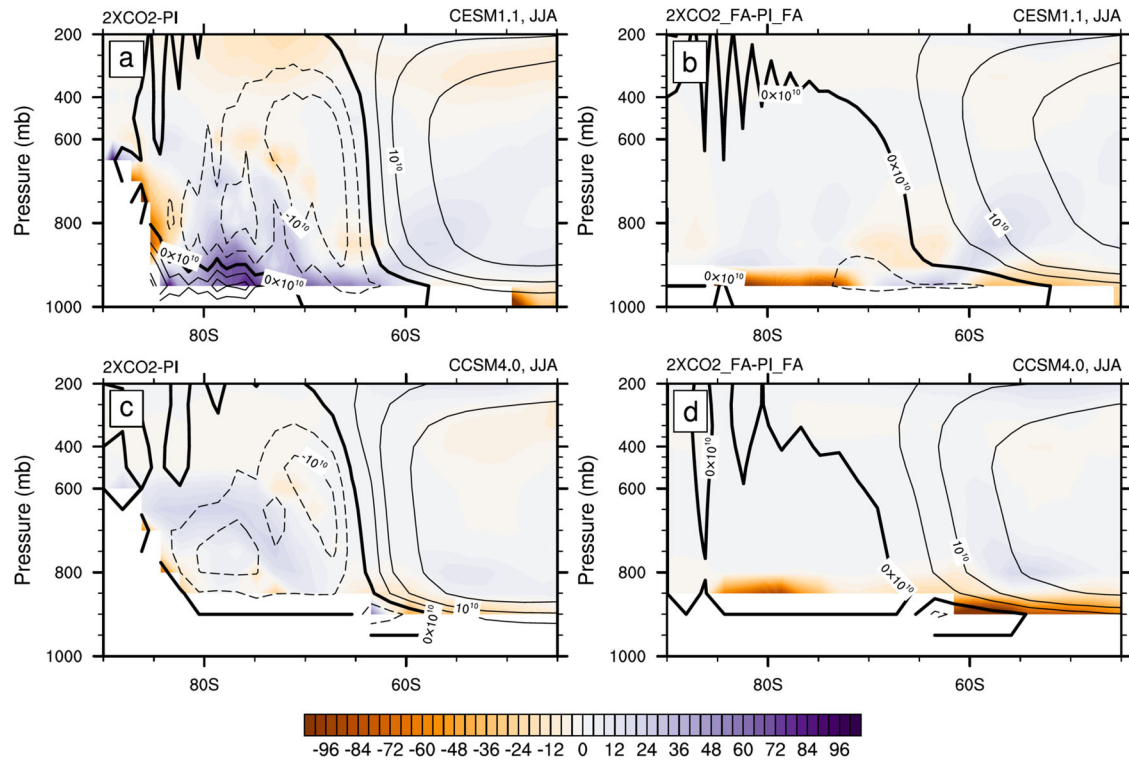 2XCO2-PI CESM1.1, JJA
2XCO2_FA-PI_FA CESM1.1, JJA
a
b
200
400
600
800
1000
Pressure (mb)
10¹⁰
-10¹⁰
0×10¹⁰
0×10¹⁰
80S 60S
200
400
600
800
1000
Pressure (mb)
0×10¹⁰
0×10¹⁰
10¹⁰
0×10¹⁰
80S 60S
2XCO2-PI CCSM4.0, JJA
2XCO2_FA-PI_FA CCSM4.0, JJA
c
d
200
400
600
800
1000
Pressure (mb)
-10¹⁰
10¹⁰
0×10¹⁰
80S 60S
200
400
600
800
1000
Pressure (mb)
0×10¹⁰
10¹⁰
0×10¹⁰
80S 60S
-96 -84 -72 -60 -48 -36 -24 -12 0 12 24 36 48 60 72 84 96